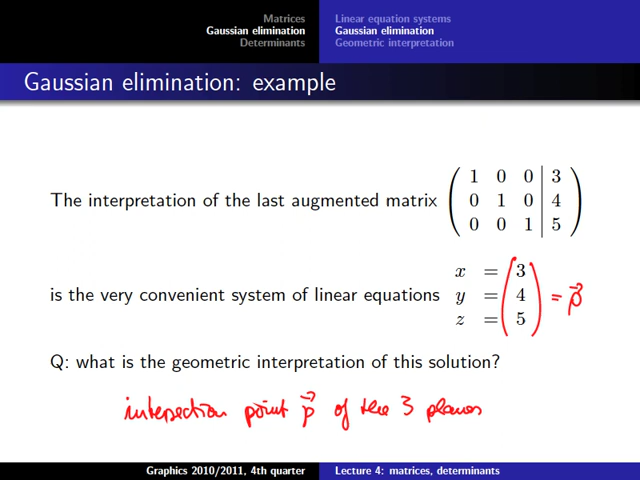 Matrices
Gaussian elimination
Determinants
Linear equation systems
Gaussian elimination
Geometric interpretation
Gaussian elimination: example
The interpretation of the last augmented matrix
1 0 0 | 3
0 1 0 | 4
0 0 1 | 5
is the very convenient system of linear equations
x = 3
y = 4
z = 5
= p⃗
Q: what is the geometric interpretation of this solution?
intersection point p⃗ of the 3 planes
Graphics 2010/2011, 4th quarter
Lecture 4: matrices, determinants